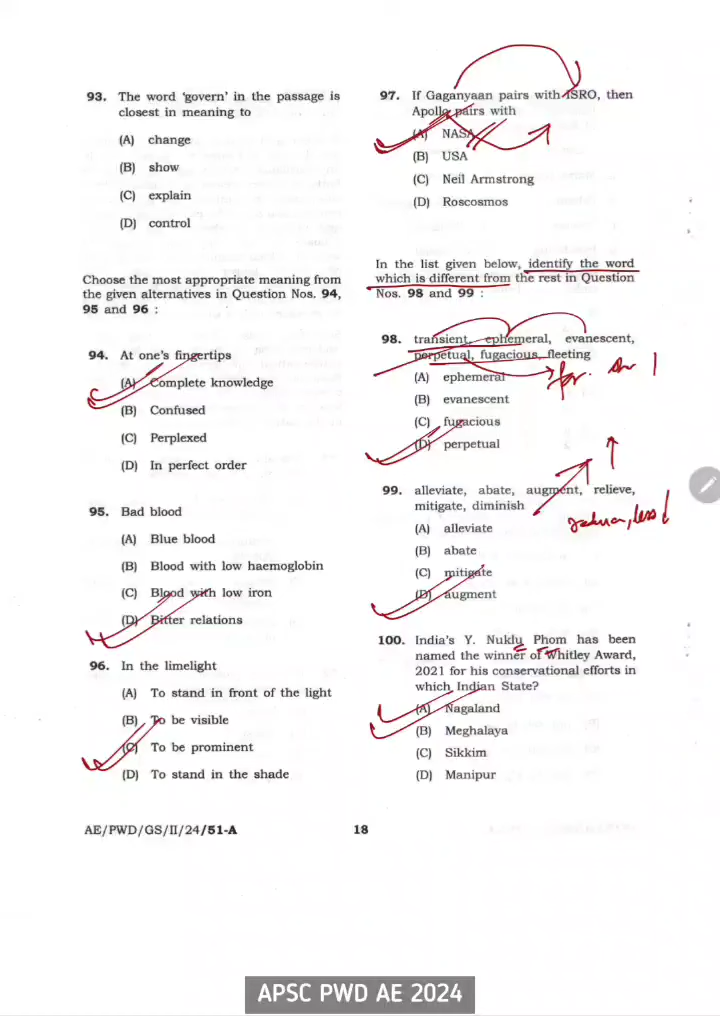 93. The word 'govern' in the passage is
closest in meaning to
(A) change
(B) show
(C) explain
(D) control
Choose the most appropriate meaning from
the given alternatives in Question Nos. 94,
95 and 96 :
94. At one's fingertips
(A) Complete knowledge
(B) Confused
(C) Perplexed
(D) In perfect order
95. Bad blood
(A) Blue blood
(B) Blood with low haemoglobin
(C) Blood with low iron
(D) Bitter relations
96. In the limelight
(A) To stand in front of the light
(B) To be visible
(C) To be prominent
(D) To stand in the shade
97. If Gaganyaan pairs with ISRO, then
Apollo pairs with
(A) NASA
(B) USA
(C) Neil Armstrong
(D) Roscosmos
In the list given below, identify the word
which is different from the rest in Question
Nos. 98 and 99 :
98. transient, ephemeral, evanescent,
perpetual, fugacious, fleeting
(A) ephemeral
(B) evanescent
(C) fugacious
(D) perpetual
99. alleviate, abate, augment, relieve,
mitigate, diminish
(A) alleviate
(B) abate
(C) mitigate
(D) augment
100. India's Y. Nuklu Phom has been
named the winner of Whitley Award,
2021 for his conservational efforts in
which Indian State?
(A) Nagaland
(B) Meghalaya
(C) Sikkim
(D) Manipur
AE/PWD/GS/II/24/51-A
18
APSC PWD AE 2024